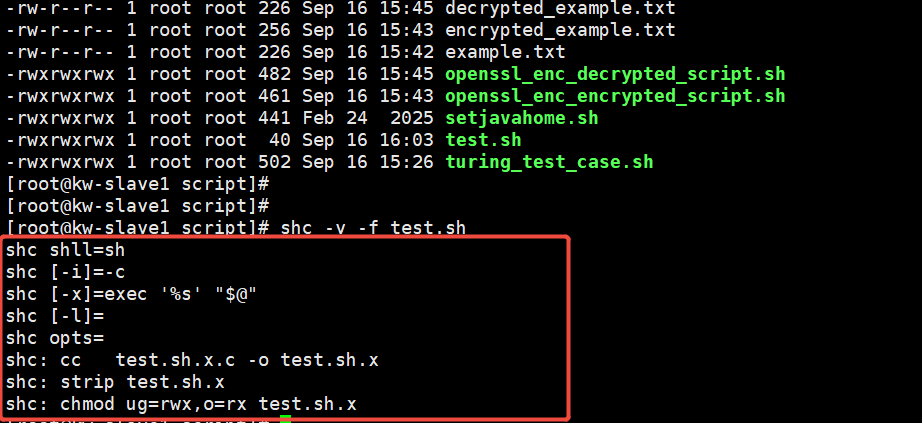 -rw-r--r-- 1 root root 226 Sep 16 15:45 decrypted_example.txt
-rw-r--r-- 1 root root 256 Sep 16 15:43 encrypted_example.txt
-rw-r--r-- 1 root root 226 Sep 16 15:42 example.txt
-rwxrwxrwx 1 root root 482 Sep 16 15:45 openssl_enc_decrypted_script.sh
-rwxrwxrwx 1 root root 461 Sep 16 15:43 openssl_enc_encrypted_script.sh
-rwxrwxrwx 1 root root 441 Feb 24  2025 setjavahome.sh
-rwxrwxrwx 1 root root  40 Sep 16 16:03 test.sh
-rwxrwxrwx 1 root root 502 Sep 16 15:26 turing_test_case.sh
[root@kw-slave1 script]#
[root@kw-slave1 script]#
[root@kw-slave1 script]# shc -v -f test.sh
shc shll=sh
shc [-i]=-c
shc [-x]=exec '%s' "$@"
shc [-l]=
shc opts=
shc: cc   test.sh.x.c -o test.sh.x
shc: strip test.sh.x
shc: chmod ug=rwx,o=rx test.sh.x